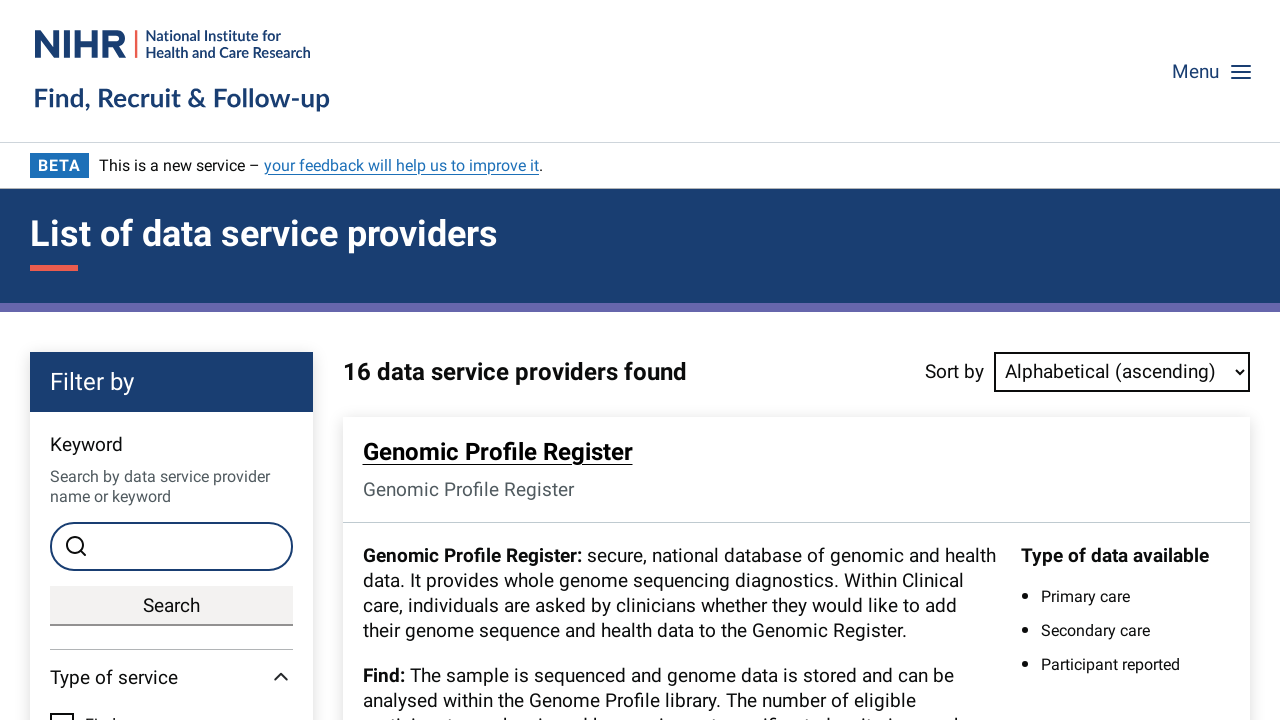 NIHR | National Institute for
Health and Care Research
Find, Recruit & Follow-up
Menu
BETA This is a new service – your feedback will help us to improve it.
List of data service providers
Filter by
Keyword
Search by data service provider
name or keyword
Search
Type of service
16 data service providers found
Sort by Alphabetical (ascending)
Genomic Profile Register
Genomic Profile Register
Genomic Profile Register: secure, national database of genomic and health
data. It provides whole genome sequencing diagnostics. Within Clinical
care, individuals are asked by clinicians whether they would like to add
their genome sequence and health data to the Genomic Register.
Find: The sample is sequenced and genome data is stored and can be
analysed within the Genome Profile library. The number of eligible
Type of data available
Primary care
Secondary care
Participant reported